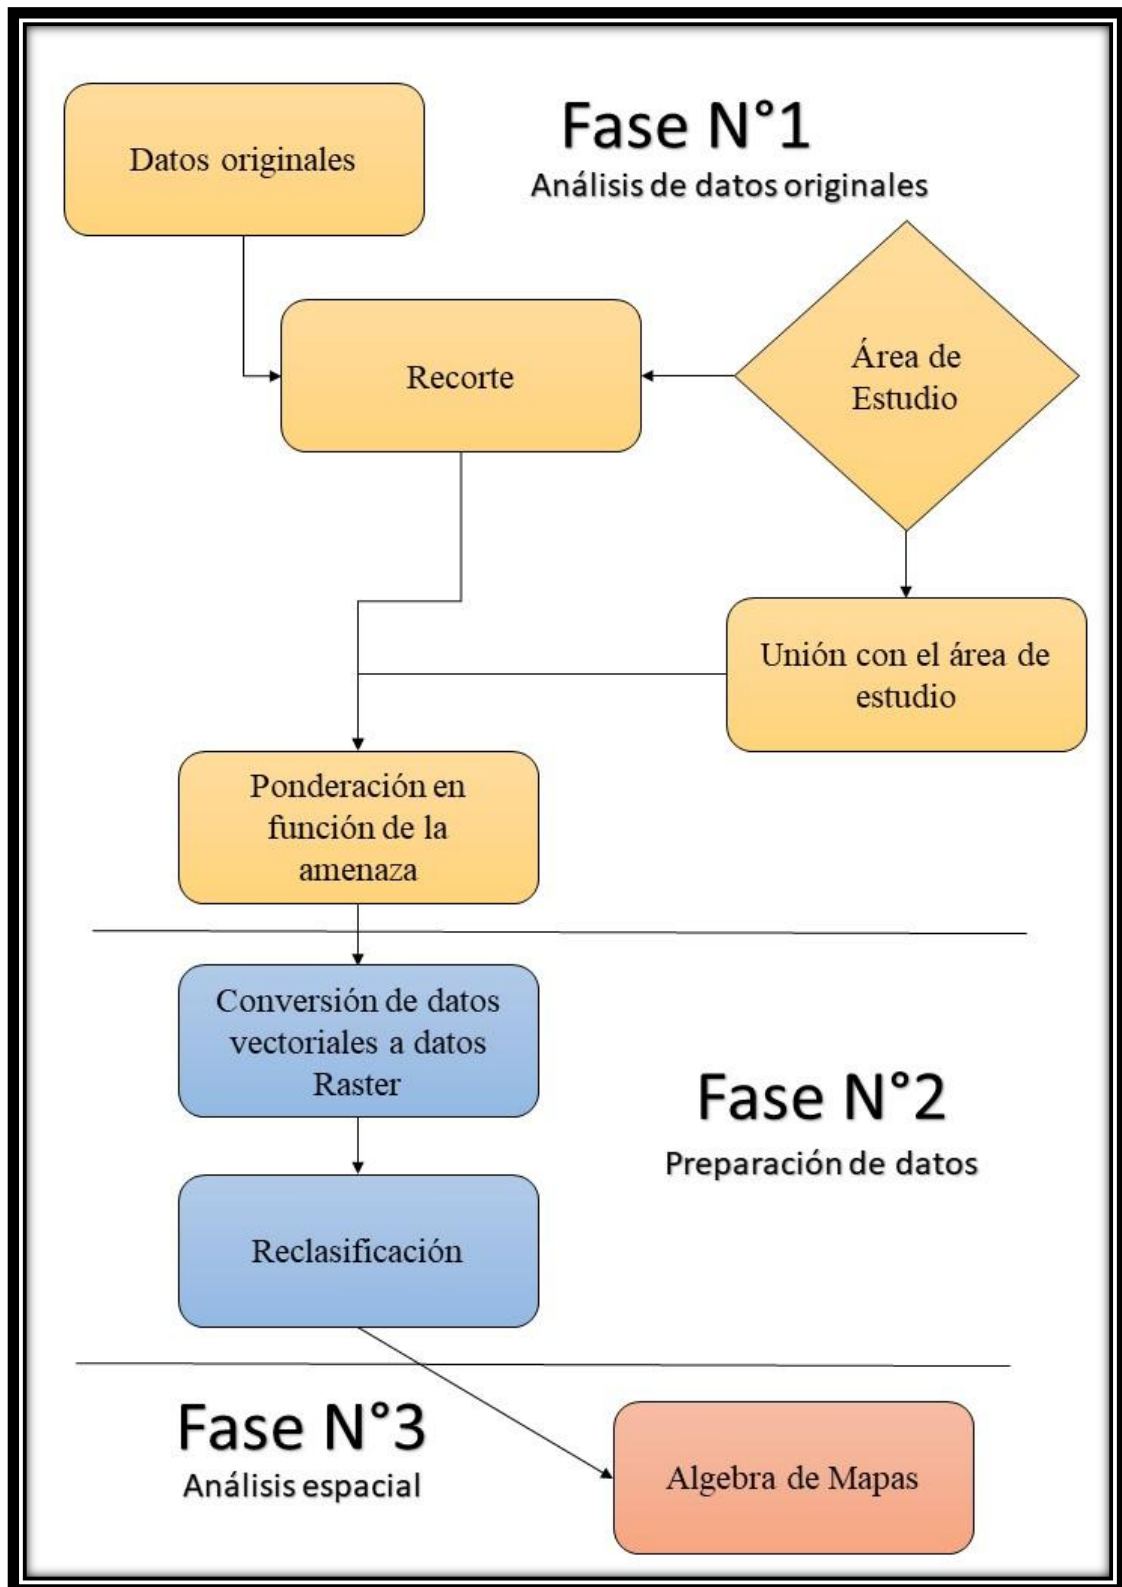 Datos originales
Fase N°1
Análisis de datos originales
Recorte
Área de
Estudio
Unión con el área de
estudio
Ponderación en
función de la
amenaza
Conversión de datos
vectoriales a datos
Raster
Fase N°2
Preparación de datos
Reclasificación
Fase N°3
Análisis espacial
Algebra de Mapas